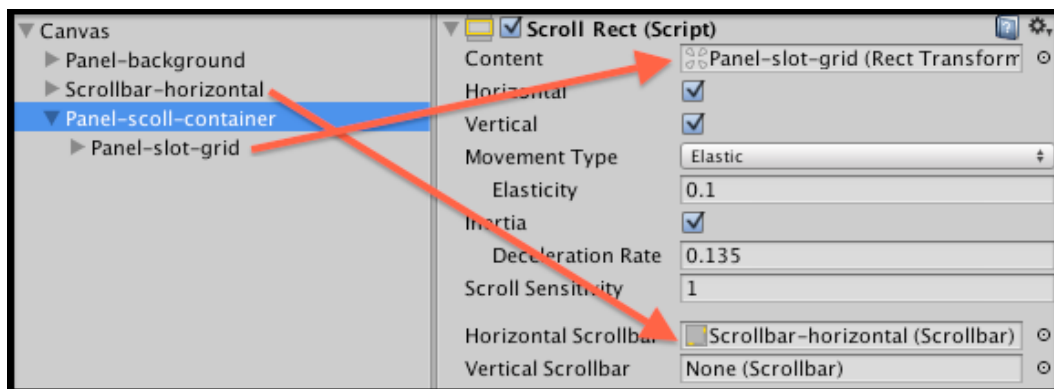 Canvas
Panel-background
Scrollbar-horizontal
Panel-scoll-container
Panel-slot-grid
Scroll Rect (Script)
Content Panel-slot-grid (Rect Transform
Horizontal
Vertical
Movement Type Elastic
Elasticity 0.1
Inertia
Deceleration Rate 0.135
Scroll Sensitivity 1
Horizontal Scrollbar Scrollbar-horizontal (Scrollbar)
Vertical Scrollbar None (Scrollbar)